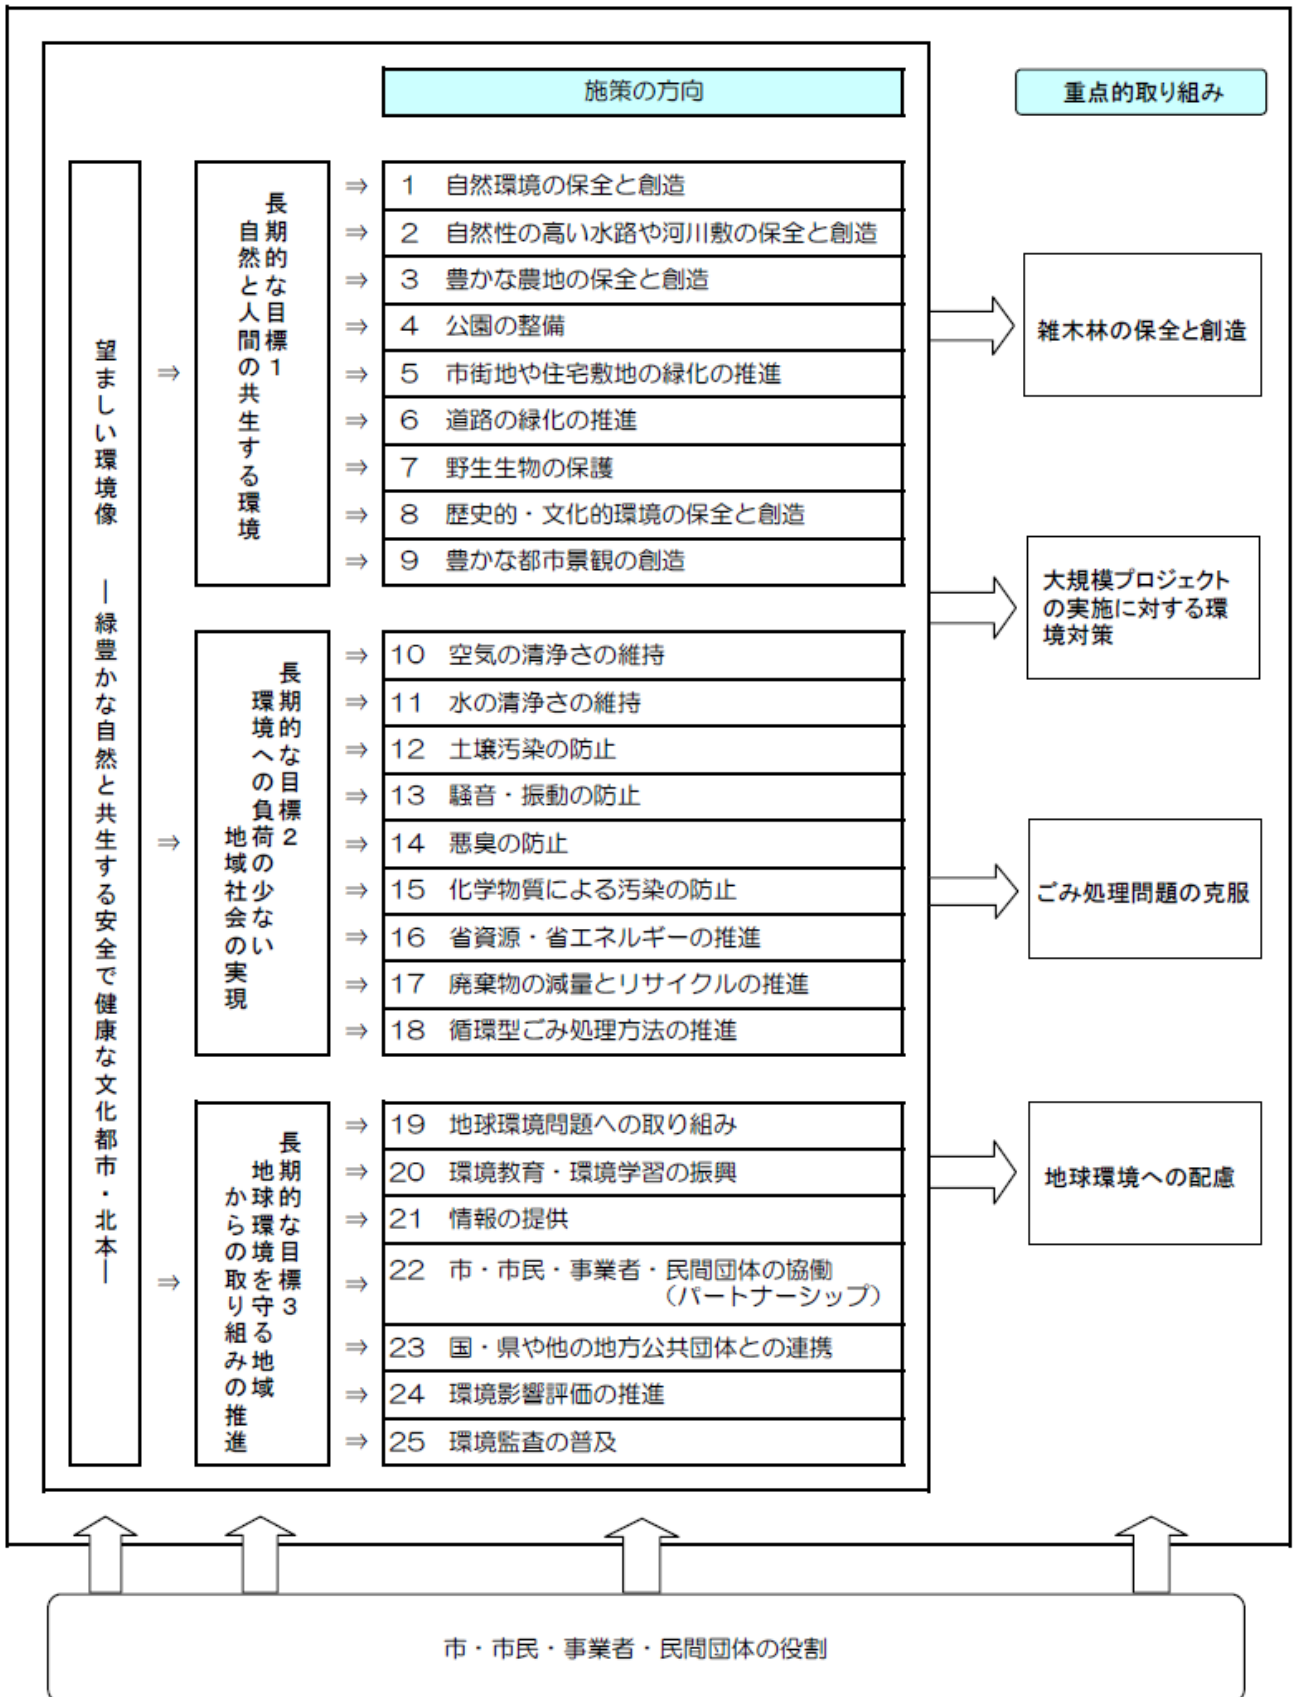 施策の方向
重点的取り組み
望ましい環境像 ―緑豊かな自然と共生する安全で健康な文化都市・北本―
⇒
長期的な目標1
自然と人間の共生する環境
⇒ 1 自然環境の保全と創造
⇒ 2 自然性の高い水路や河川敷の保全と創造
⇒ 3 豊かな農地の保全と創造
⇒ 4 公園の整備
⇒ 5 市街地や住宅敷地の緑化の推進
⇒ 6 道路の緑化の推進
⇒ 7 野生生物の保護
⇒ 8 歴史的・文化的環境の保全と創造
⇒ 9 豊かな都市景観の創造
⇒
長期的な目標2
環境への負荷の少ない
地域社会の実現
⇒ 10 空気の清浄さの維持
⇒ 11 水の清浄さの維持
⇒ 12 土壌汚染の防止
⇒ 13 騒音・振動の防止
⇒ 14 悪臭の防止
⇒ 15 化学物質による汚染の防止
⇒ 16 省資源・省エネルギーの推進
⇒ 17 廃棄物の減量とリサイクルの推進
⇒ 18 循環型ごみ処理方法の推進
⇒
長期的な目標3
地球環境を守る地域
からの取り組みの推進
⇒ 19 地球環境問題への取り組み
⇒ 20 環境教育・環境学習の振興
⇒ 21 情報の提供
⇒ 22 市・市民・事業者・民間団体の協働
（パートナーシップ）
⇒ 23 国・県や他の地方公共団体との連携
⇒ 24 環境影響評価の推進
⇒ 25 環境監査の普及
雑木林の保全と創造
大規模プロジェクト
の実施に対する環
境対策
ごみ処理問題の克服
地球環境への配慮
市・市民・事業者・民間団体の役割